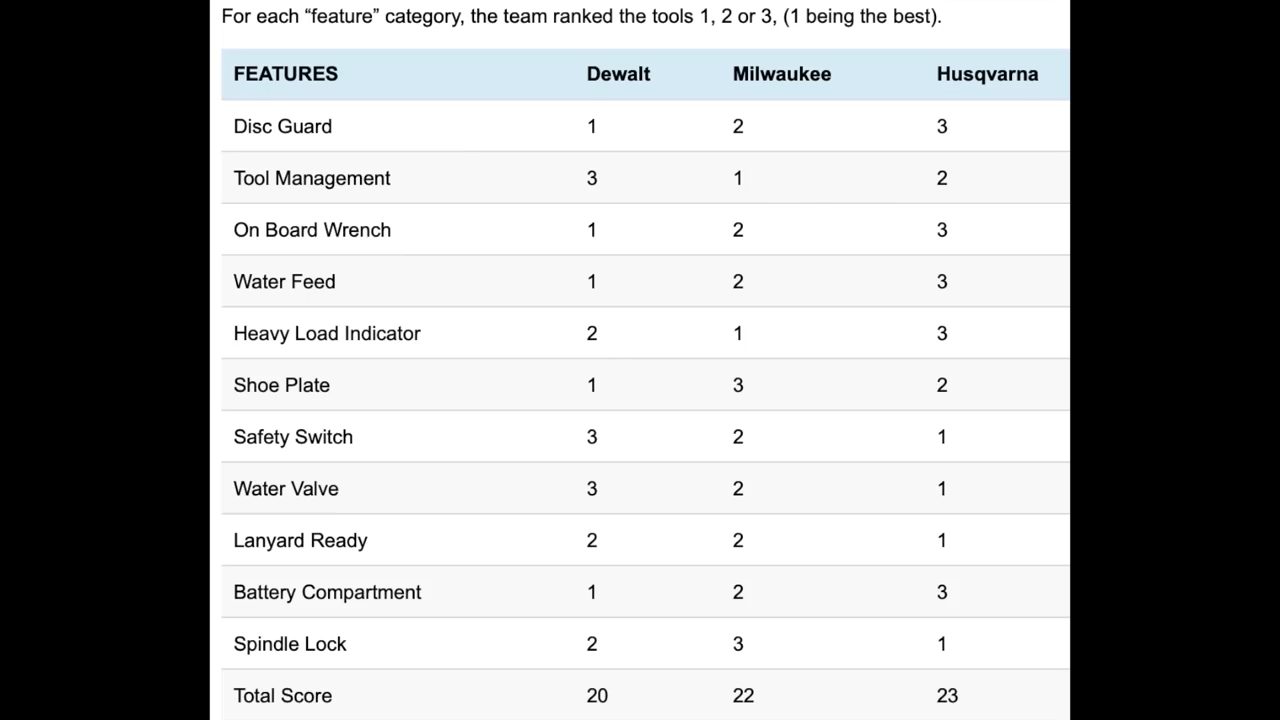 For each “feature” category, the team ranked the tools 1, 2 or 3, (1 being the best).
FEATURES Dewalt Milwaukee Husqvarna
Disc Guard 1 2 3
Tool Management 3 1 2
On Board Wrench 1 2 3
Water Feed 1 2 3
Heavy Load Indicator 2 1 3
Shoe Plate 1 3 2
Safety Switch 3 2 1
Water Valve 3 2 1
Lanyard Ready 2 2 1
Battery Compartment 1 2 3
Spindle Lock 2 3 1
Total Score 20 22 23